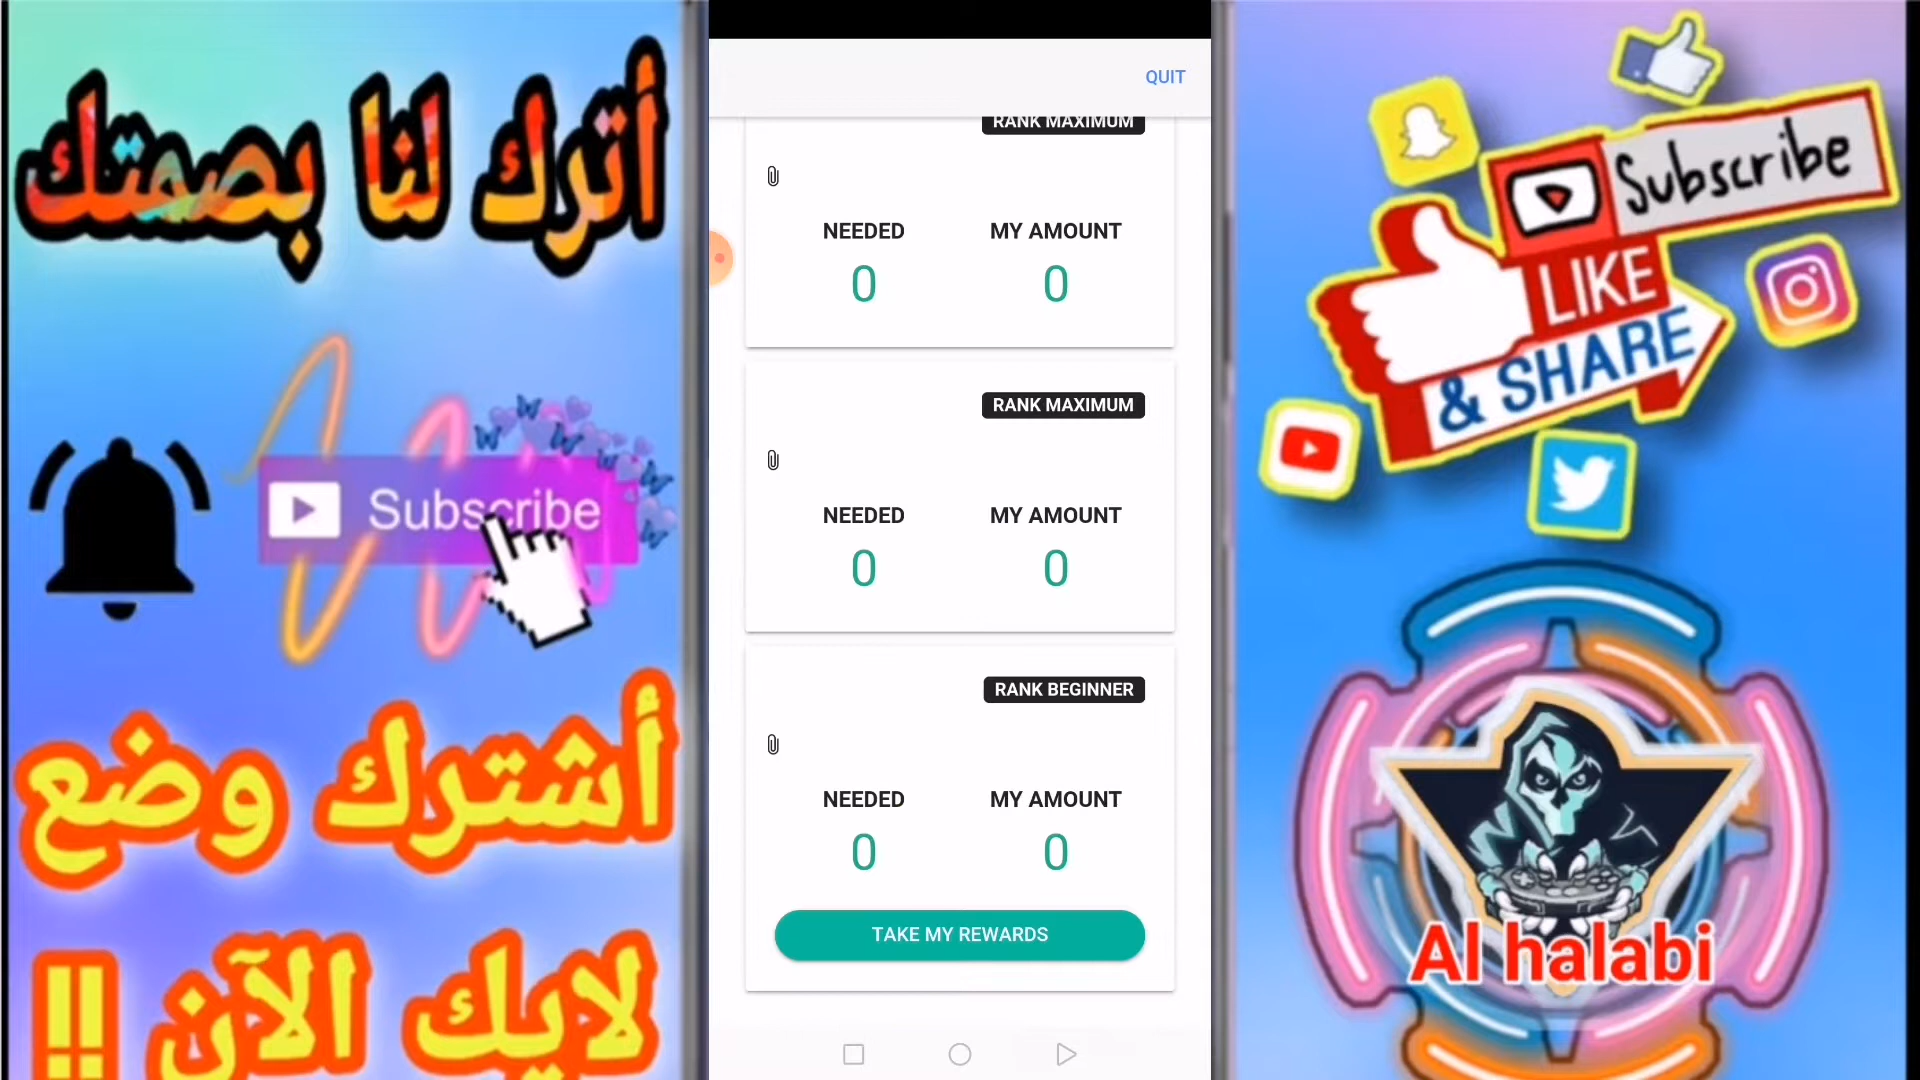 أترك لنا بصمتك
Subscribe
أشترك وضع
لايك الآن !!
QUIT
RANK MAXIMUM
NEEDED MY AMOUNT
0 0
RANK MAXIMUM
NEEDED MY AMOUNT
0 0
RANK BEGINNER
NEEDED MY AMOUNT
0 0
TAKE MY REWARDS
Subscribe
LIKE
& SHARE
Al halabi